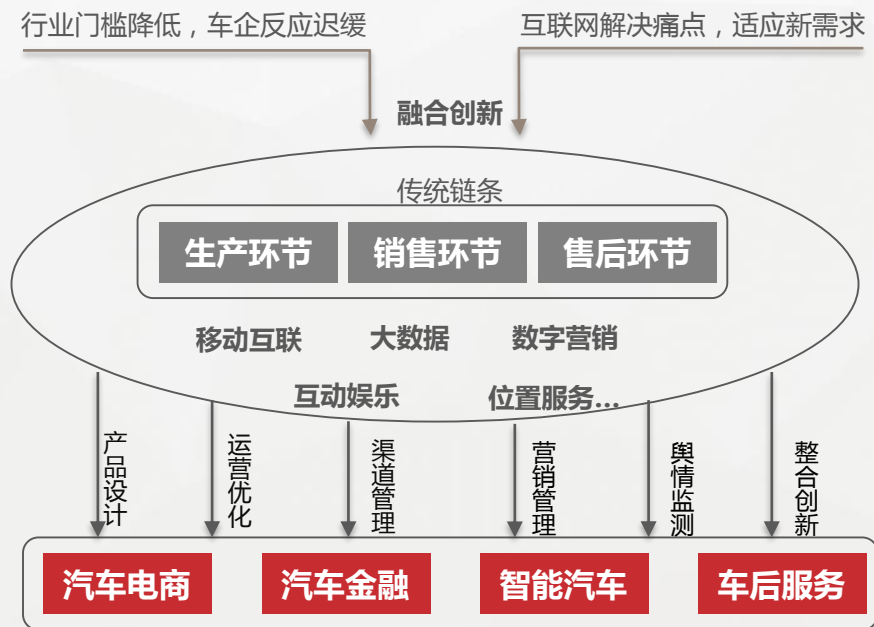 行业门槛降低，车企反应迟缓
互联网解决痛点，适应新需求
融合创新
传统链条
生产环节
销售环节
售后环节
移动互联
大数据
数字营销
互动娱乐
位置服务...
产品设计
运营优化
渠道管理
营销管理
舆情监测
整合创新
汽车电商
汽车金融
智能汽车
车后服务